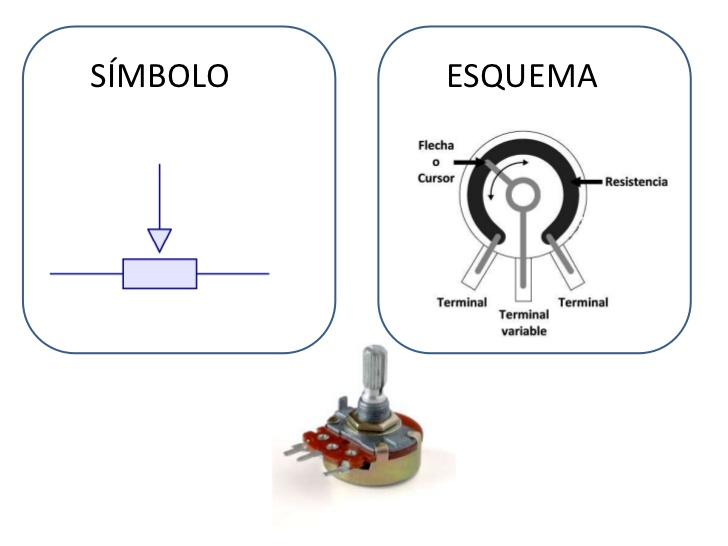 SÍMBOLO
ESQUEMA
Flecha
o
Cursor
Resistencia
Terminal
Terminal
variable
Terminal